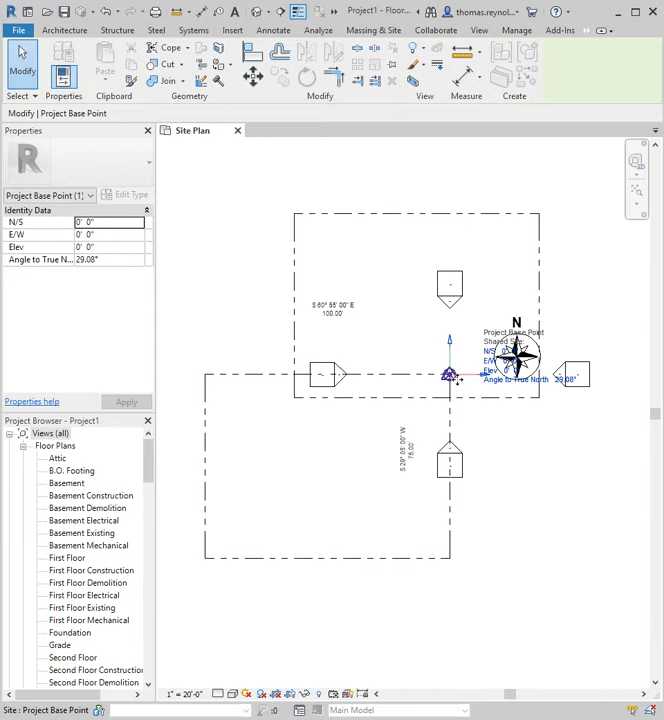 Project1 - Floor...
thomas.reynol...
File
Architecture
Structure
Steel
Systems
Insert
Annotate
Analyze
Massing & Site
Collaborate
View
Manage
Add-Ins
Modify
Paste
Cope
Cut
Join
Select
Properties
Clipboard
Geometry
Modify
View
Measure
Create
Modify | Project Base Point
Properties
Site Plan
Project Base Point (1)
Edit Type
Identity Data
N/S 0' 0"
E/W 0' 0"
Elev 0' 0"
Angle to True N... 29.08°
Properties help
Apply
Project Browser - Project1
Views (all)
Floor Plans
Attic
B.O. Footing
Basement
Basement Construction
Basement Demolition
Basement Electrical
Basement Existing
Basement Mechanical
First Floor
First Floor Construction
First Floor Demolition
First Floor Electrical
First Floor Existing
First Floor Mechanical
Foundation
Grade
Second Floor
Second Floor Constructio
Second Floor Demolition
2D
S 60° 55' 00" E
100.00'
N
Project Base Point
Shared Site:
N/S
E/W
Elev
Angle to True North 29.08°
S 29° 05' 00" W
75.00'
1" = 20'-0"
Site : Project Base Point
:0
Main Model